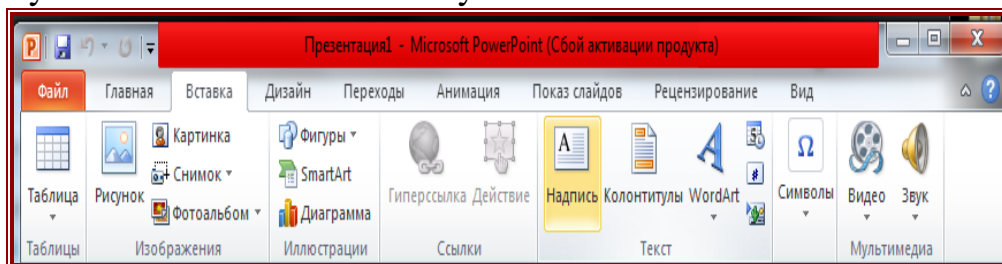 Презентация1 - Microsoft PowerPoint (Сбой активации продукта)
Файл Главная Вставка Дизайн Переходы Анимация Показ слайдов Рецензирование Вид
Таблица Рисунок Картинка Снимок Фотоальбом Фигуры SmartArt Диаграмма Гиперссылка Действие Надпись Колонтитулы WordArt Символы Видео Звук
Таблицы Изображения Иллюстрации Ссылки Текст Мультимедиа